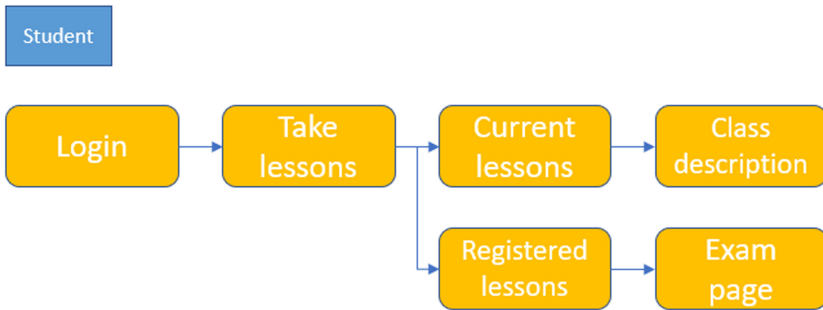 Student
Login
Take
lessons
Current
lessons
Class
description
Registered
lessons
Exam
page